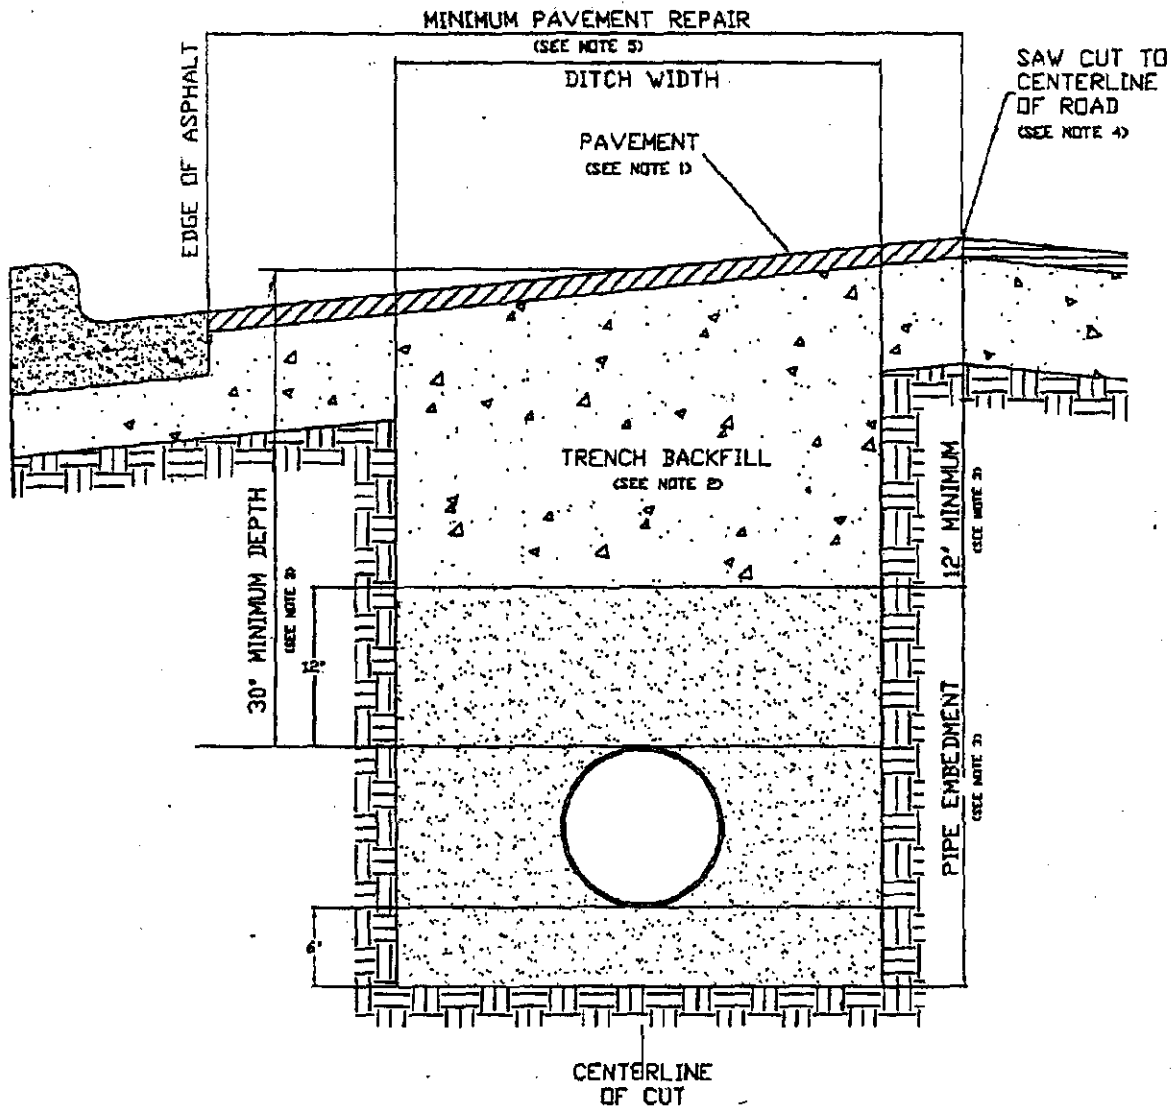 MINIMUM PAVEMENT REPAIR
(SEE NOTE 5)
DITCH WIDTH
EDGE OF ASPHALT
SAW CUT TO
CENTERLINE
OF ROAD
(SEE NOTE 4)
PAVEMENT
(SEE NOTE 1)
TRENCH BACKFILL
(SEE NOTE 2)
30" MINIMUM DEPTH
(SEE NOTE 3)
12" MINIMUM
(SEE NOTE 3)
12"
PIPE EMBEDMENT
(SEE NOTE 3)
6"
CENTERLINE
OF CUT